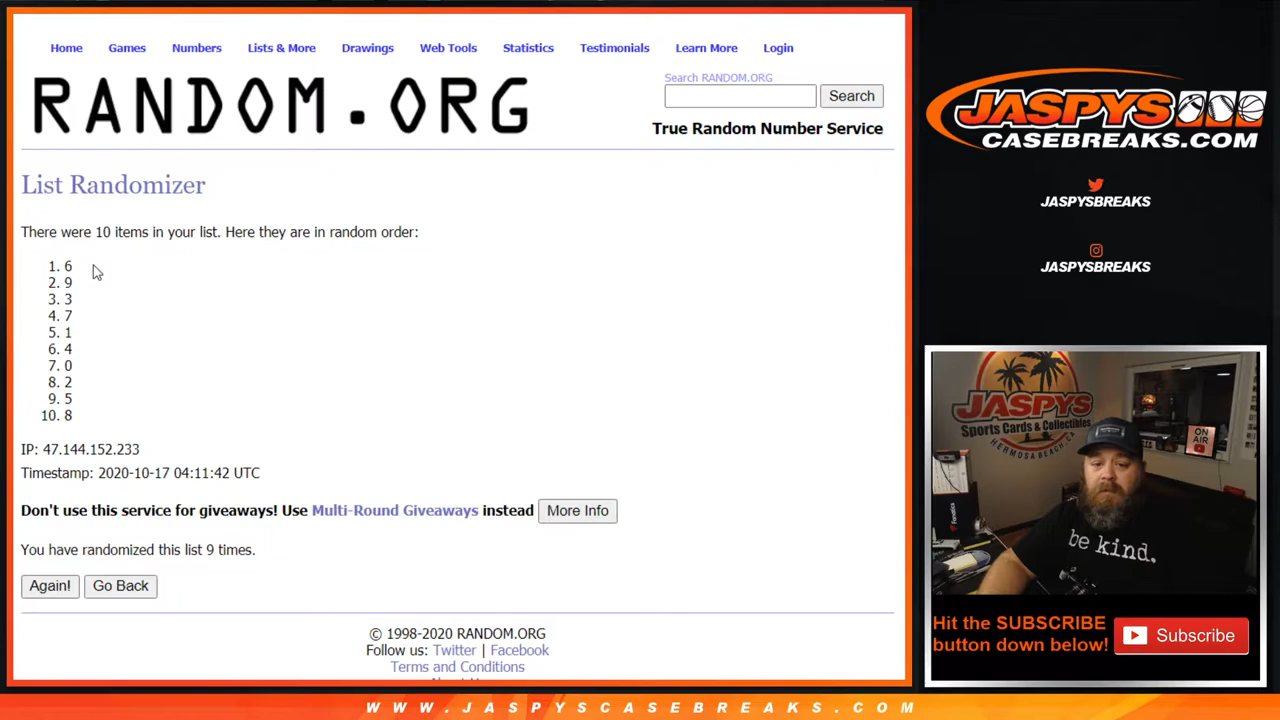 Home Games Numbers Lists & More Drawings Web Tools Statistics Testimonials Learn More Login
RANDOM.ORG
Search RANDOM.ORG
Search
True Random Number Service
List Randomizer
There were 10 items in your list. Here they are in random order:
1. 6
2. 9
3. 3
4. 7
5. 1
6. 4
7. 0
8. 2
9. 5
10. 8
IP: 47.144.152.233
Timestamp: 2020-10-17 04:11:42 UTC
Don't use this service for giveaways! Use Multi-Round Giveaways instead More Info
You have randomized this list 9 times.
Again! Go Back
© 1998-2020 RANDOM.ORG
Follow us: Twitter | Facebook
Terms and Conditions
JASPYS
CASEBREAKS.COM
JASPYSBREAKS
JASPYSBREAKS
JASPYS
Sports Cards & Collectibles
HERMOSA BEACH, CA
ON
AIR
Fanatics
be kind.
Hit the SUBSCRIBE
button down below!
Subscribe
WWW.JASPYSCASEBREAKS.COM